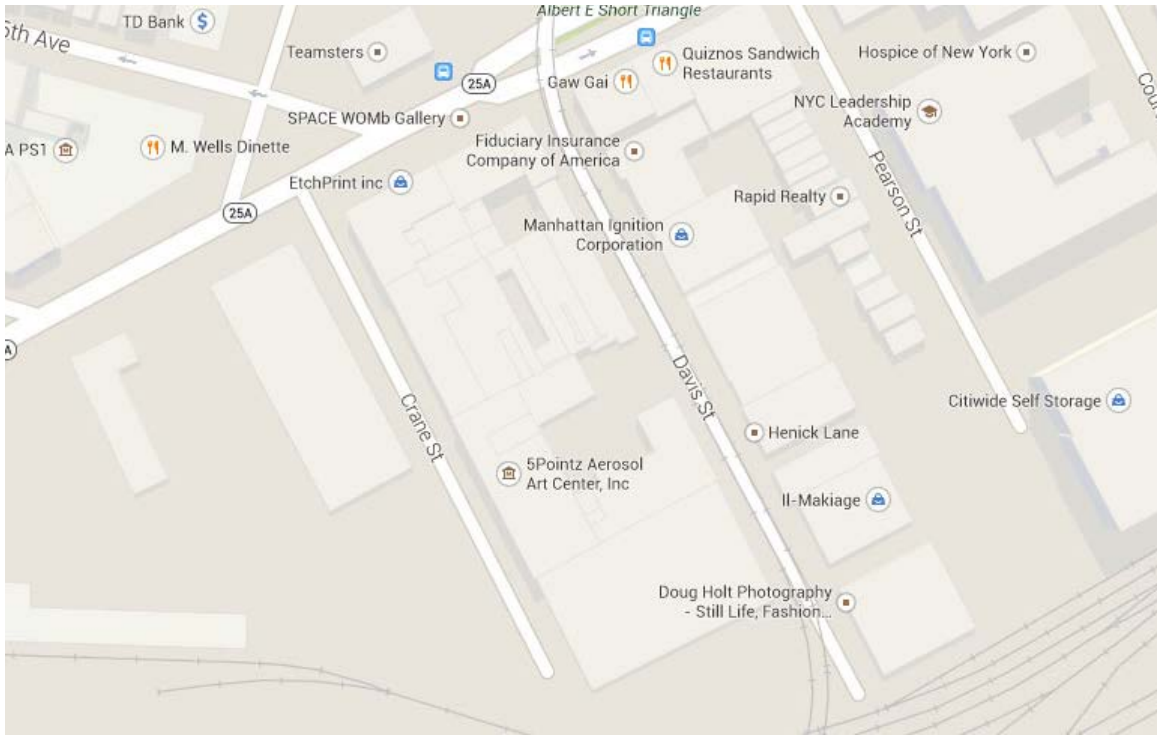 Albert E Short Triangle
TD Bank
$
5th Ave
Teamsters
25A
Quiznos Sandwich
Restaurants
Gaw Gai
Hospice of New York
NYC Leadership
Academy
SPACE WOMb Gallery
Fiduciary Insurance
Company of America
A PS1
M. Wells Dinette
EtchPrint inc
25A
Rapid Realty
Pearson St
Manhattan Ignition
Corporation
A
Crane St
Davis St
Citiwide Self Storage
Henick Lane
5Pointz Aerosol
Art Center, Inc
Il-Makiage
Doug Holt Photography
- Still Life, Fashion...